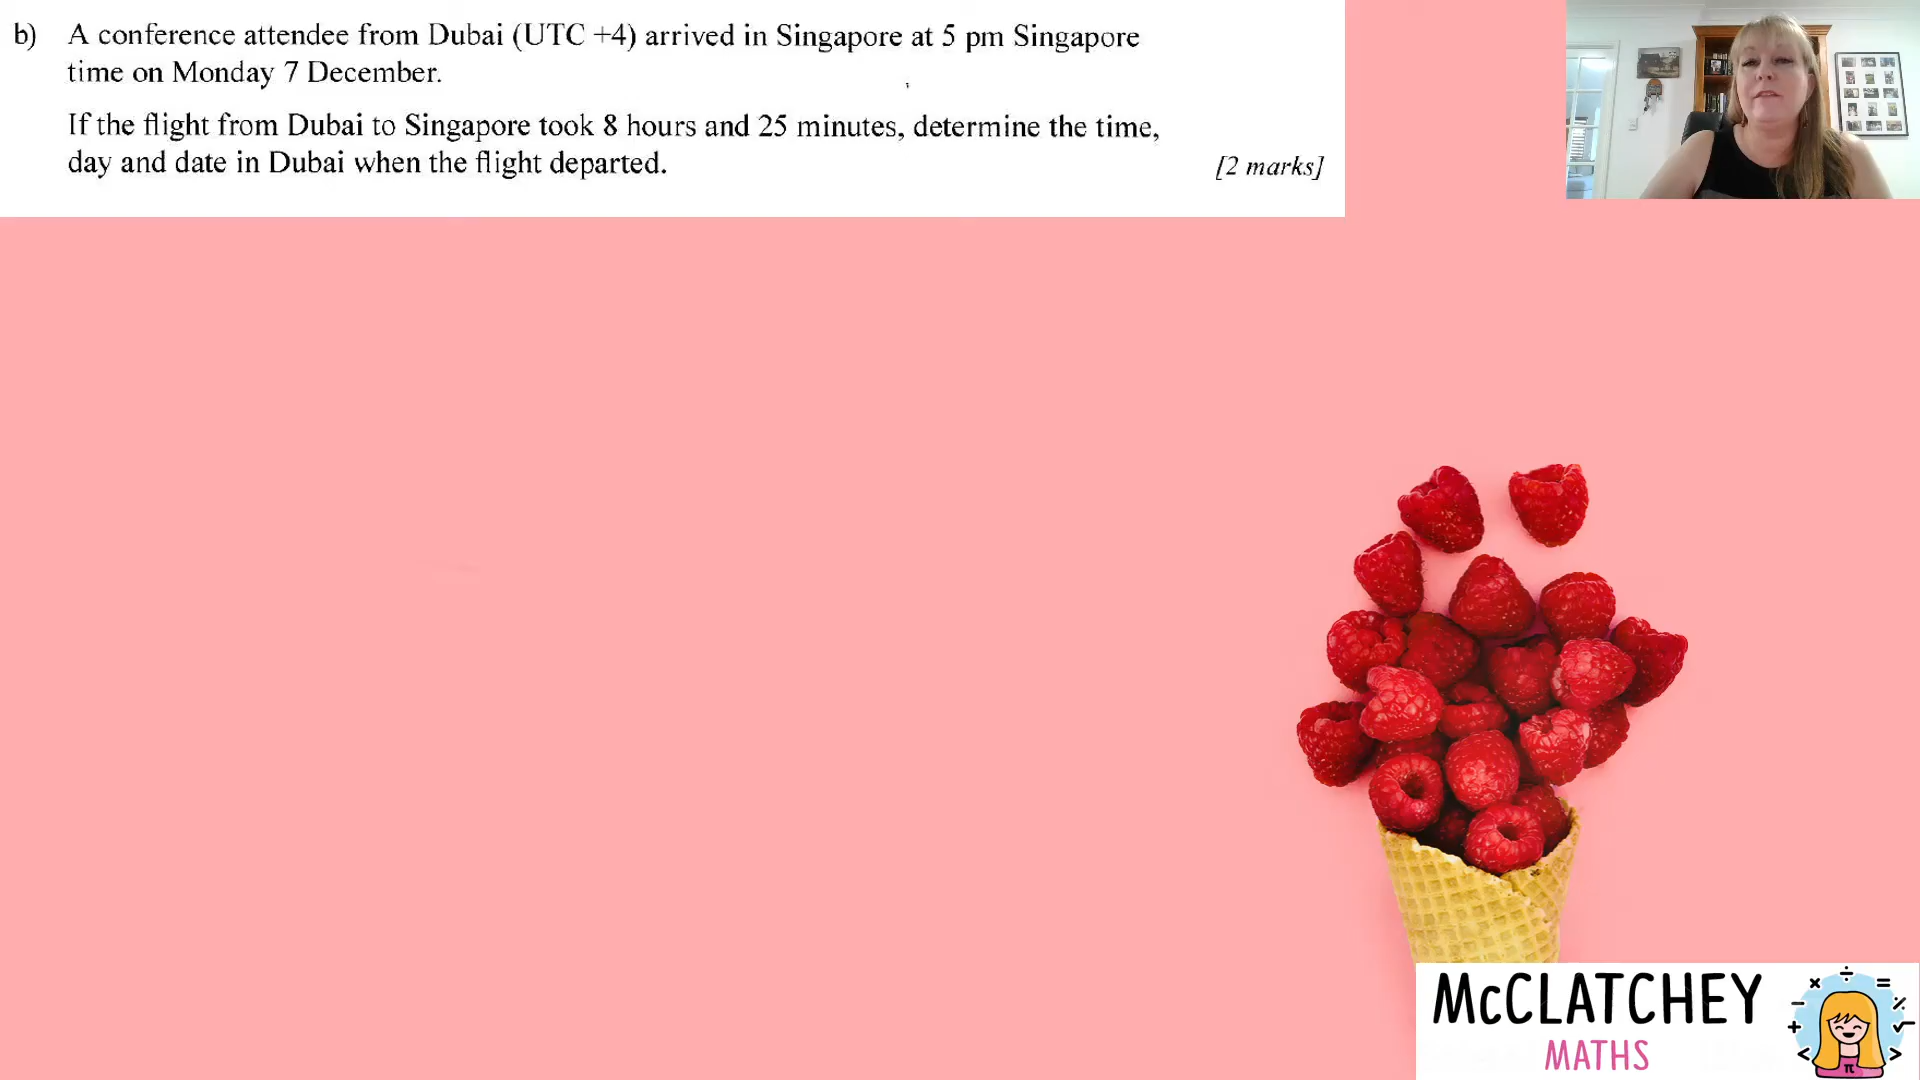 b) A conference attendee from Dubai (UTC +4) arrived in Singapore at 5 pm Singapore
time on Monday 7 December.
If the flight from Dubai to Singapore took 8 hours and 25 minutes, determine the time,
day and date in Dubai when the flight departed.
[2 marks]
McCLATCHEY
MATHS